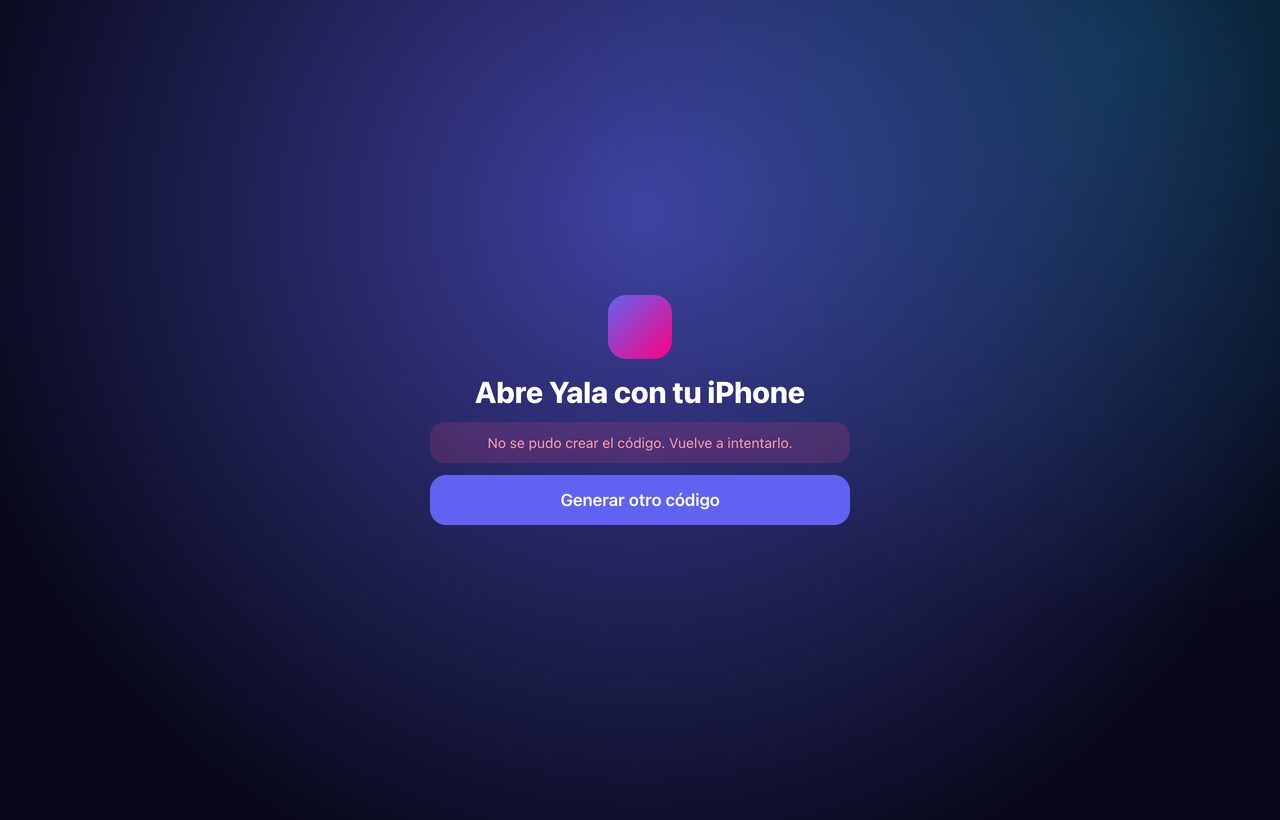 Abre Yala con tu iPhone
No se pudo crear el código. Vuelve a intentarlo.
Generar otro código